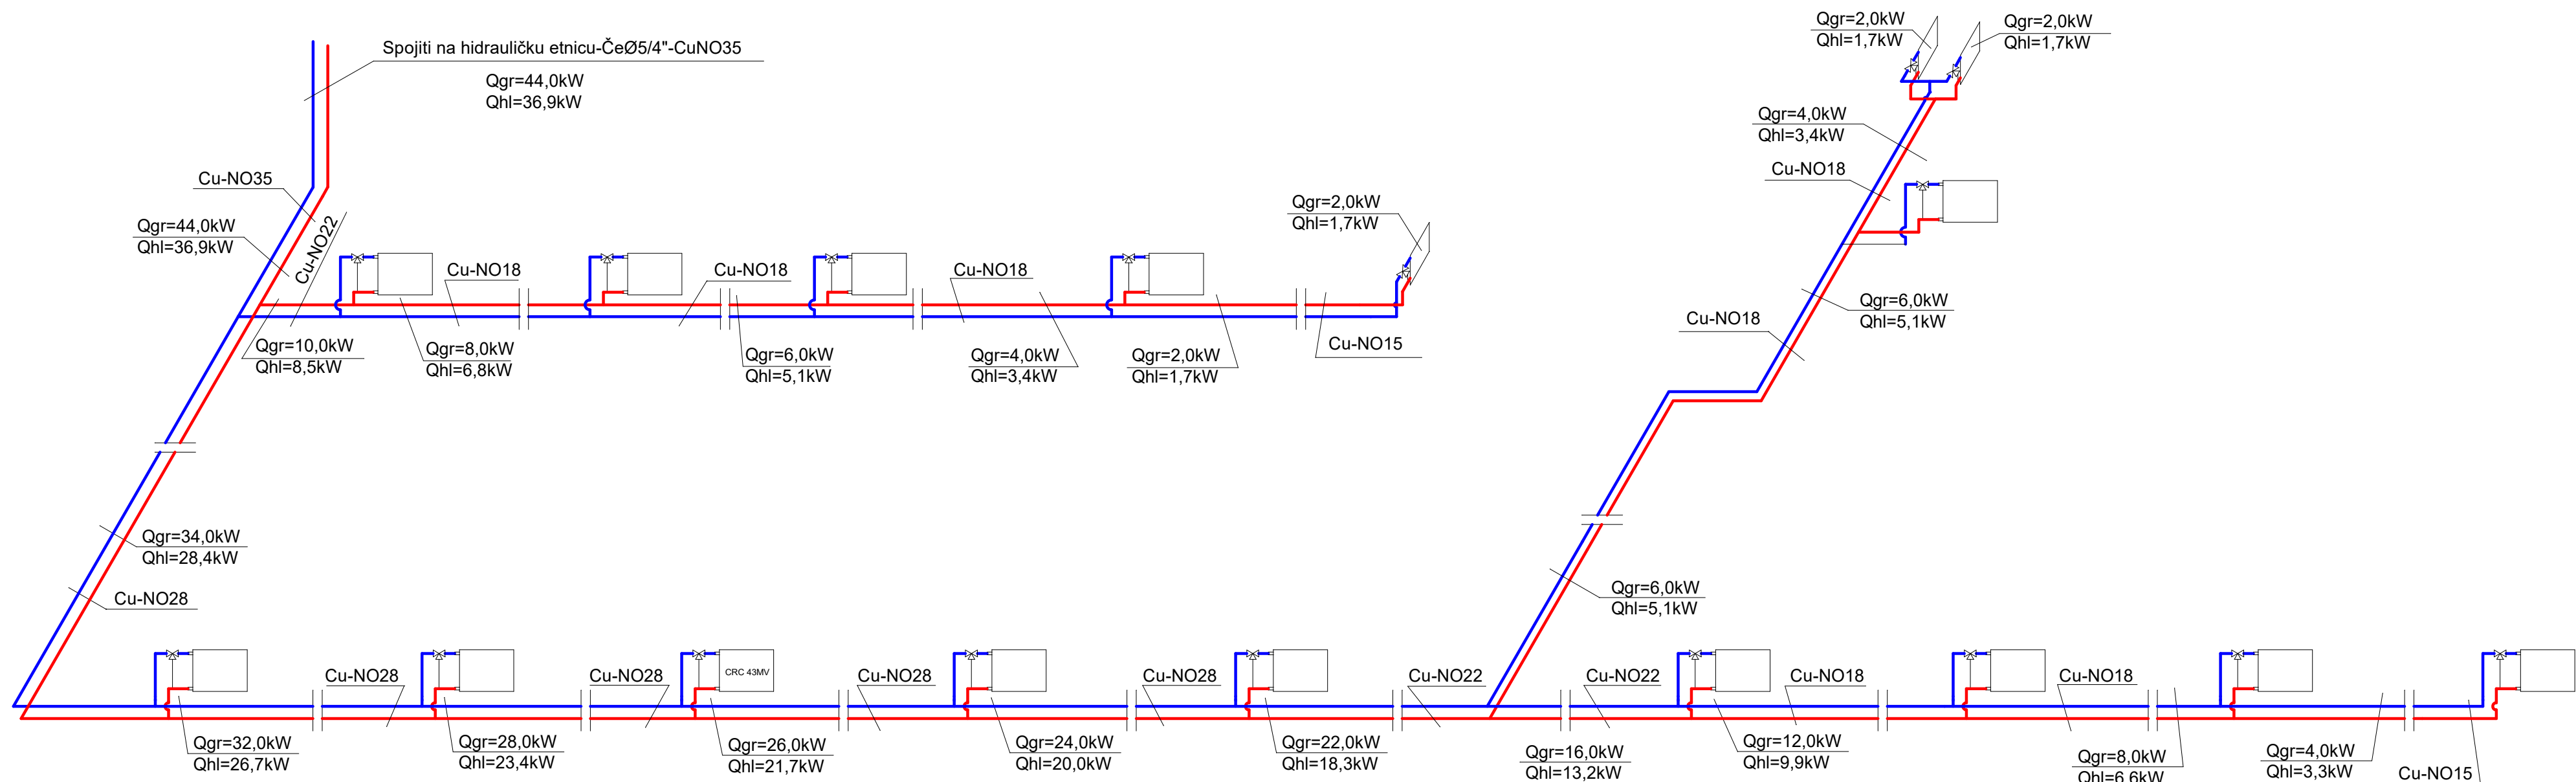 Spojiti na hidrauličku etnicu-ČeØ5/4"-CuNO35
Qgr=44,0kW
Qhl=36,9kW
Cu-NO35
Qgr=44,0kW
Qhl=36,9kW
Cu-NO22
Cu-NO18
Cu-NO18
Cu-NO18
Qgr=2,0kW
Qhl=1,7kW
Qgr=10,0kW
Qhl=8,5kW
Qgr=8,0kW
Qhl=6,8kW
Qgr=6,0kW
Qhl=5,1kW
Qgr=4,0kW
Qhl=3,4kW
Qgr=2,0kW
Qhl=1,7kW
Cu-NO15
Qgr=2,0kW
Qhl=1,7kW
Qgr=2,0kW
Qhl=1,7kW
Qgr=4,0kW
Qhl=3,4kW
Cu-NO18
Qgr=6,0kW
Qhl=5,1kW
Cu-NO18
Qgr=34,0kW
Qhl=28,4kW
Cu-NO28
Qgr=6,0kW
Qhl=5,1kW
Cu-NO28
Cu-NO28
CRC 43MV
Cu-NO28
Cu-NO28
Cu-NO22
Cu-NO22
Cu-NO18
Cu-NO18
Qgr=32,0kW
Qhl=26,7kW
Qgr=28,0kW
Qhl=23,4kW
Qgr=26,0kW
Qhl=21,7kW
Qgr=24,0kW
Qhl=20,0kW
Qgr=22,0kW
Qhl=18,3kW
Qgr=16,0kW
Qhl=13,2kW
Qgr=12,0kW
Qhl=9,9kW
Qgr=8,0kW
Qhl=6,6kW
Qgr=4,0kW
Qhl=3,3kW
Cu-NO15